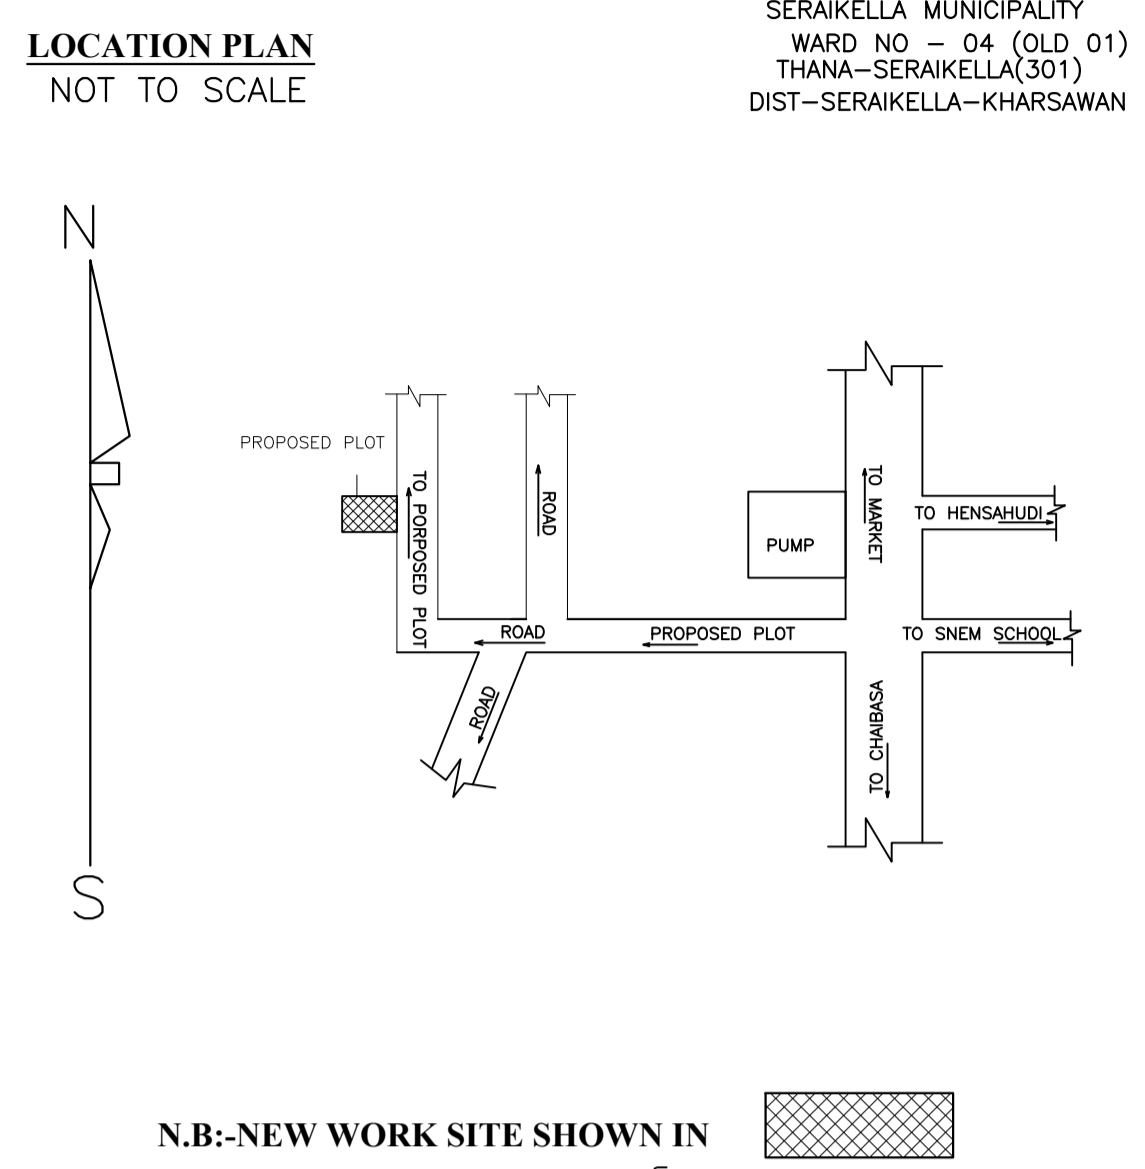 LOCATION PLAN
NOT TO SCALE
SERAIKELLA MUNICIPALITY
WARD NO - 04 (OLD 01)
THANA-SERAIKELLA(301)
DIST-SERAIKELLA-KHARSAWAN
N
PROPOSED PLOT
TO PORPOSED PLOT
ROAD
PUMP
TO MARKET
TO HENSAHUDI
ROAD
PROPOSED PLOT
TO SNEM SCHOOL
ROAD
TO CHAIBASA
S
N.B:-NEW WORK SITE SHOWN IN